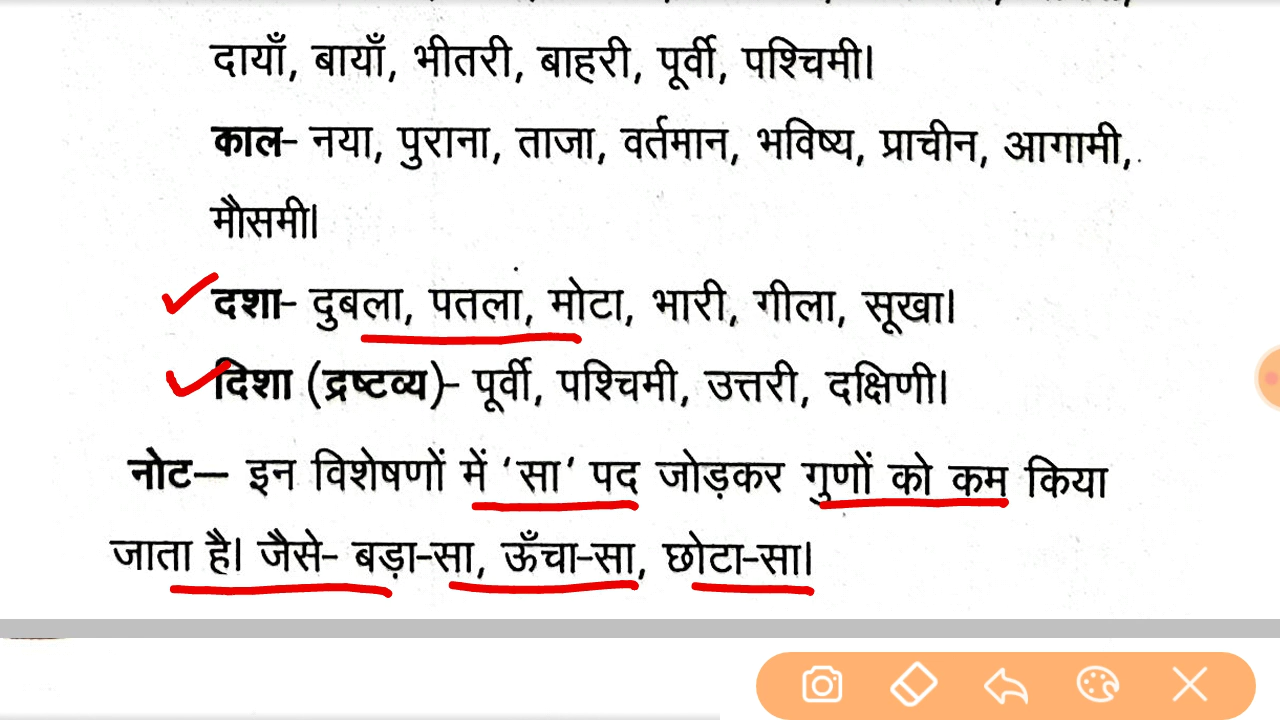 दायाँ, बायाँ, भीतरी, बाहरी, पूर्वी, पश्चिमी।
काल- नया, पुराना, ताजा, वर्तमान, भविष्य, प्राचीन, आगामी,
मौसमी।
दशा- दुबला, पतला, मोटा, भारी, गीला, सूखा।
दिशा (द्रष्टव्य)- पूर्वी, पश्चिमी, उत्तरी, दक्षिणी।
नोट— इन विशेषणों में ‘सा’ पद जोड़कर गुणों को कम किया
जाता है। जैसे- बड़ा-सा, ऊँचा-सा, छोटा-सा।